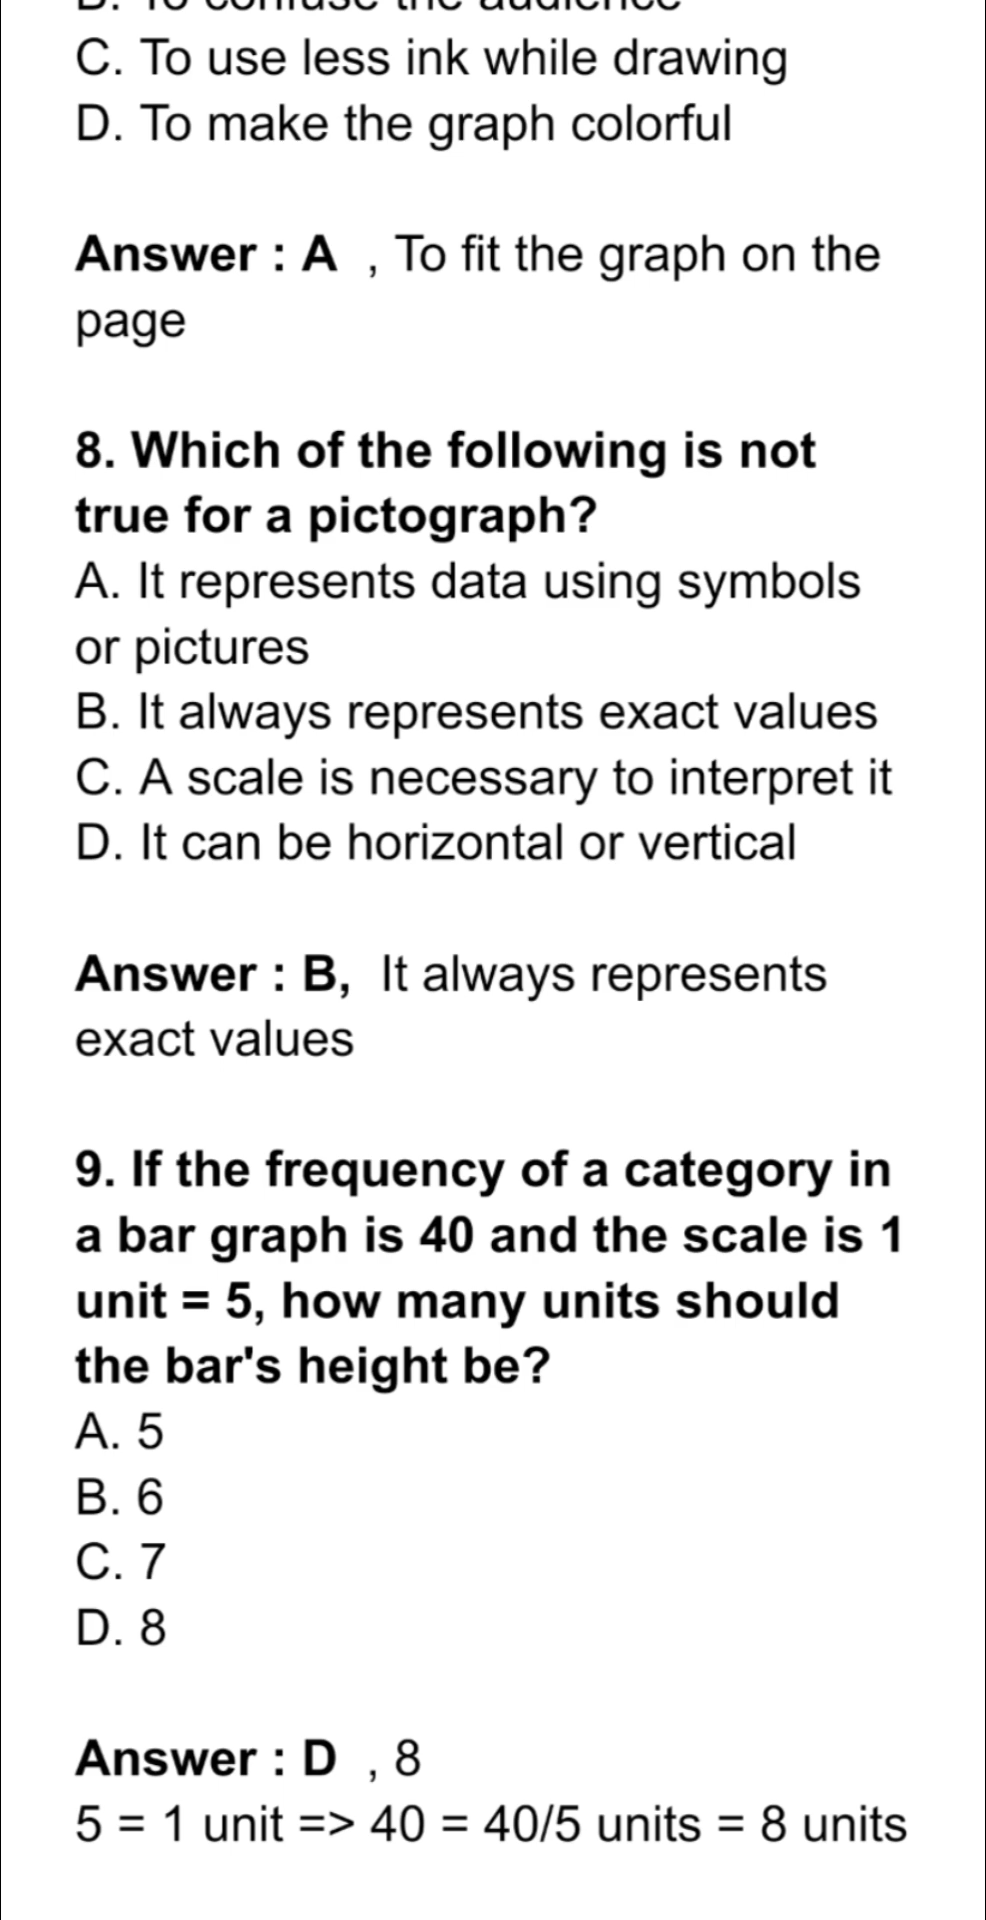 C. To use less ink while drawing
D. To make the graph colorful
Answer : A , To fit the graph on the
page
8. Which of the following is not
true for a pictograph?
A. It represents data using symbols
or pictures
B. It always represents exact values
C. A scale is necessary to interpret it
D. It can be horizontal or vertical
Answer : B, It always represents
exact values
9. If the frequency of a category in
a bar graph is 40 and the scale is 1
unit = 5, how many units should
the bar's height be?
A. 5
B. 6
C. 7
D. 8
Answer : D , 8
5 = 1 unit => 40 = 40/5 units = 8 units